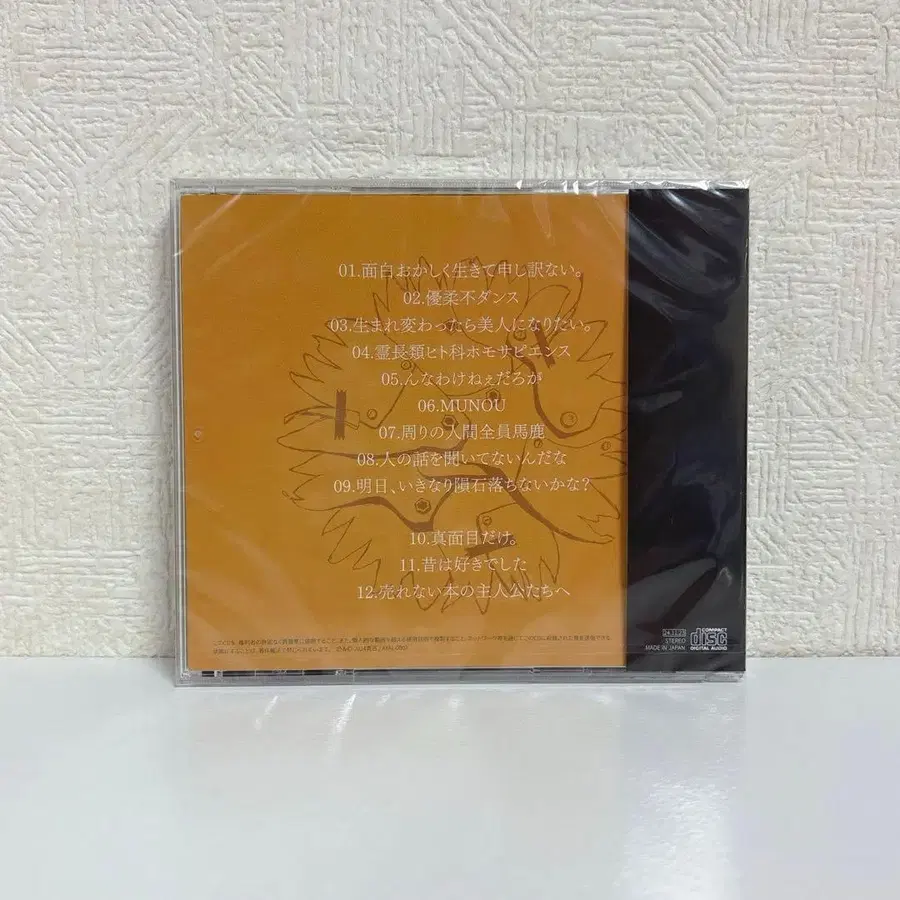 01.面白おかしく生きて申し訳ない。
02.優柔不ダンス
03.生まれ変わったら美人になりたい。
04.霊長類ヒト科ホモサピエンス
05.んなわけねぇだろが
06.MUNOU
07.周りの人間全員馬鹿
08.人の話を聞いてないんだな
09.明日、いきなり隕石落ちないかな?
10.真面目だけ。
11.昔は好きでした
12.売れない本の主人公たちへ
STEREO
MADE IN JAPAN
COMPACT
disc
DIGITAL AUDIO